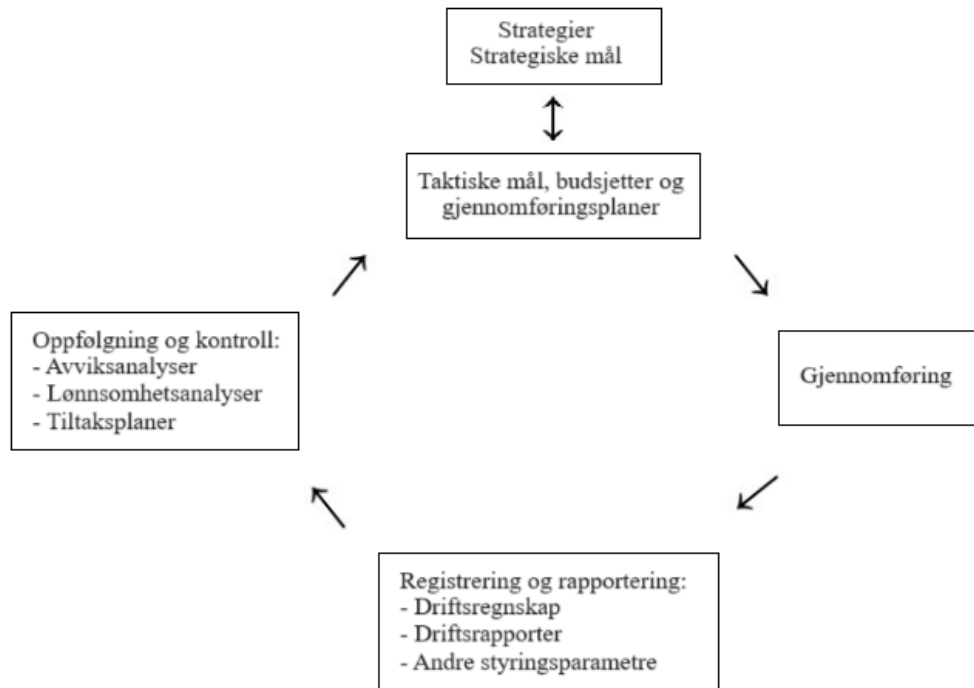 Strategier
Strategiske mål
Taktiske mål, budsjetter og
gjennomføringsplaner
Gjennomføring
Registrering og rapportering:
- Driftsregnskap
- Driftsrapporter
- Andre styringsparametre
Oppfølgning og kontroll:
- Avviksanalyser
- Lønnsomhetsanalyser
- Tiltaksplaner